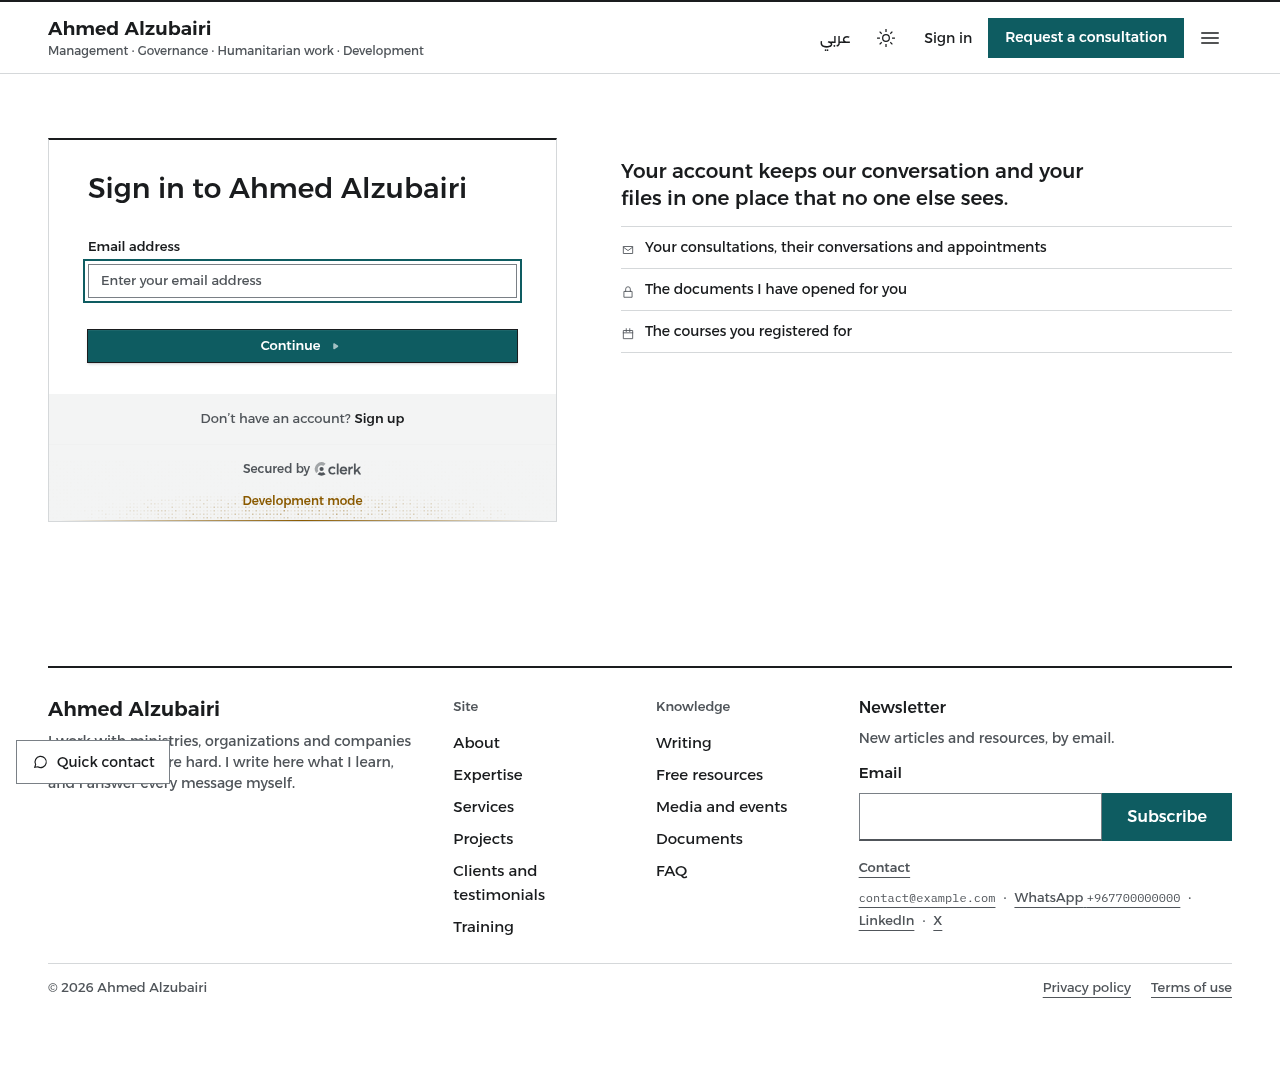 Ahmed Alzubairi
Management · Governance · Humanitarian work · Development
عربي
Sign in
Request a consultation
Sign in to Ahmed Alzubairi
Email address
Enter your email address
Continue
Don't have an account? Sign up
Secured by clerk
Development mode
Your account keeps our conversation and your
files in one place that no one else sees.
Your consultations, their conversations and appointments
The documents I have opened for you
The courses you registered for
Ahmed Alzubairi
I work with ministries, organizations and companies
re hard. I write here what I learn,
and I answer every message myself.
Quick contact
Site
About
Expertise
Services
Projects
Clients and
testimonials
Training
Knowledge
Writing
Free resources
Media and events
Documents
FAQ
Newsletter
New articles and resources, by email.
Email
Subscribe
Contact
contact@example.com · WhatsApp +967700000000 ·
LinkedIn · X
© 2026 Ahmed Alzubairi
Privacy policy
Terms of use